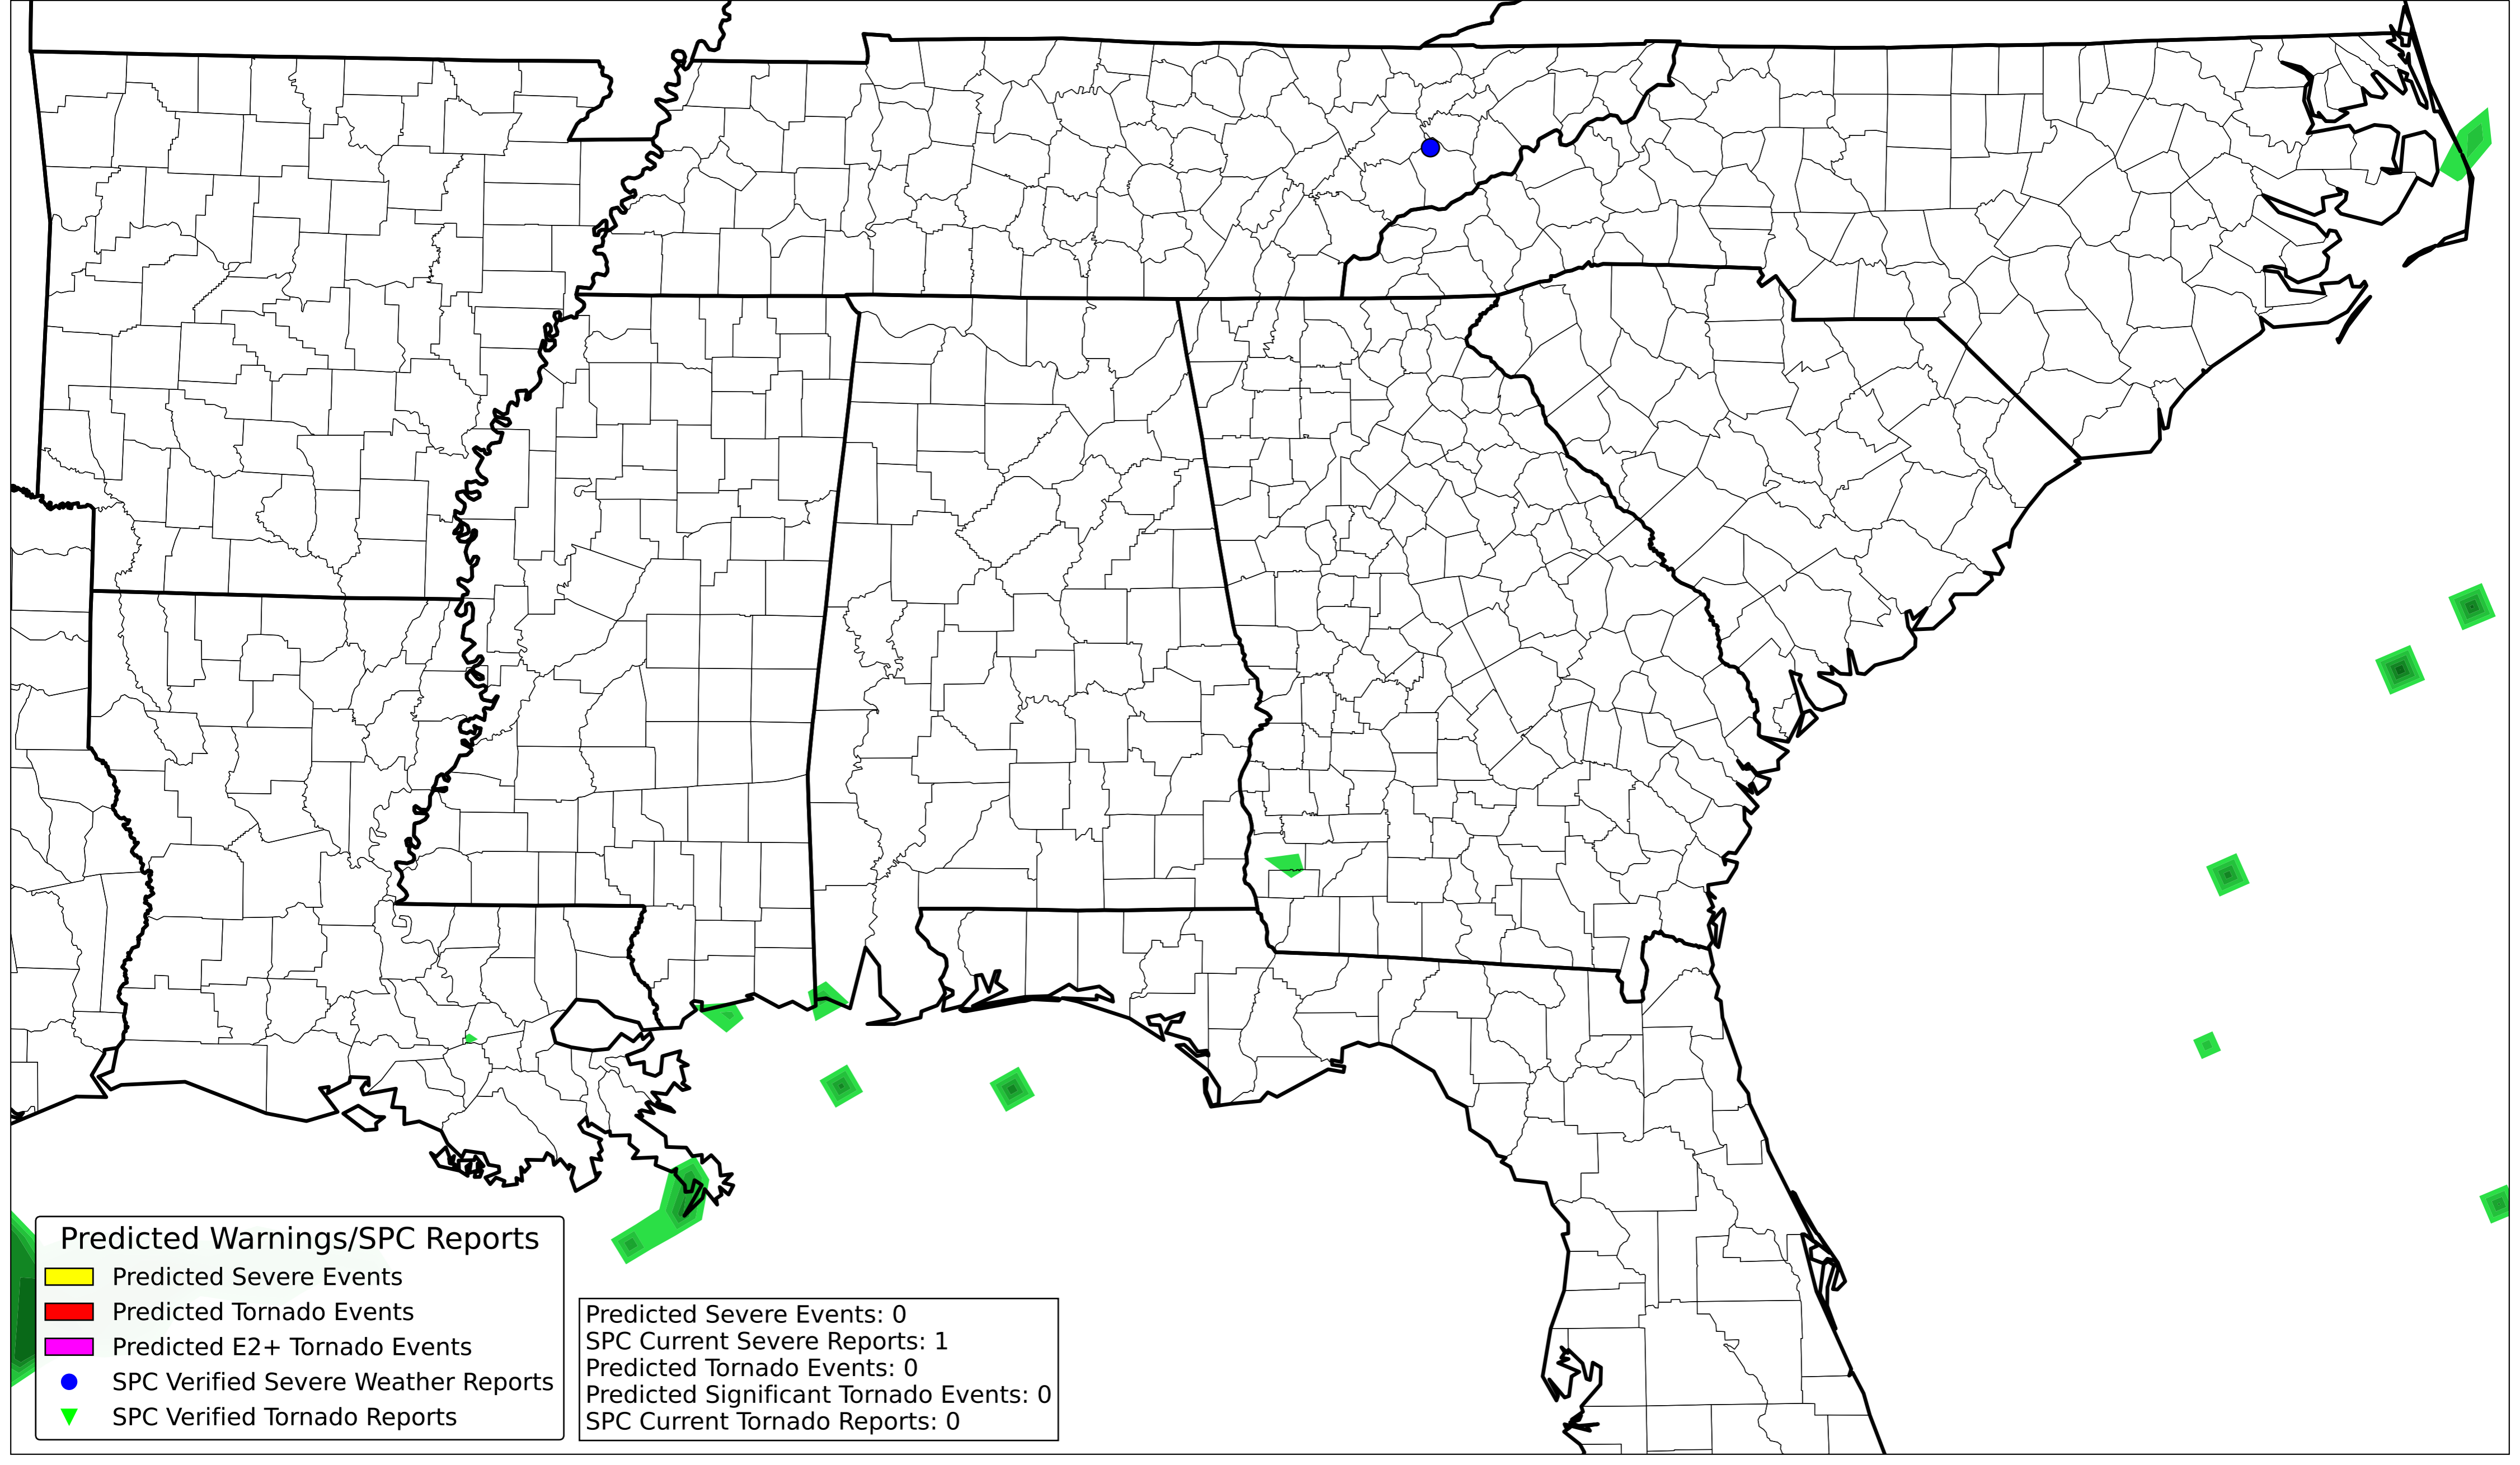 Predicted Warnings/SPC Reports
Predicted Severe Events
Predicted Tornado Events
Predicted E2+ Tornado Events
SPC Verified Severe Weather Reports
SPC Verified Tornado Reports
Predicted Severe Events: 0
SPC Current Severe Reports: 1
Predicted Tornado Events: 0
Predicted Significant Tornado Events: 0
SPC Current Tornado Reports: 0